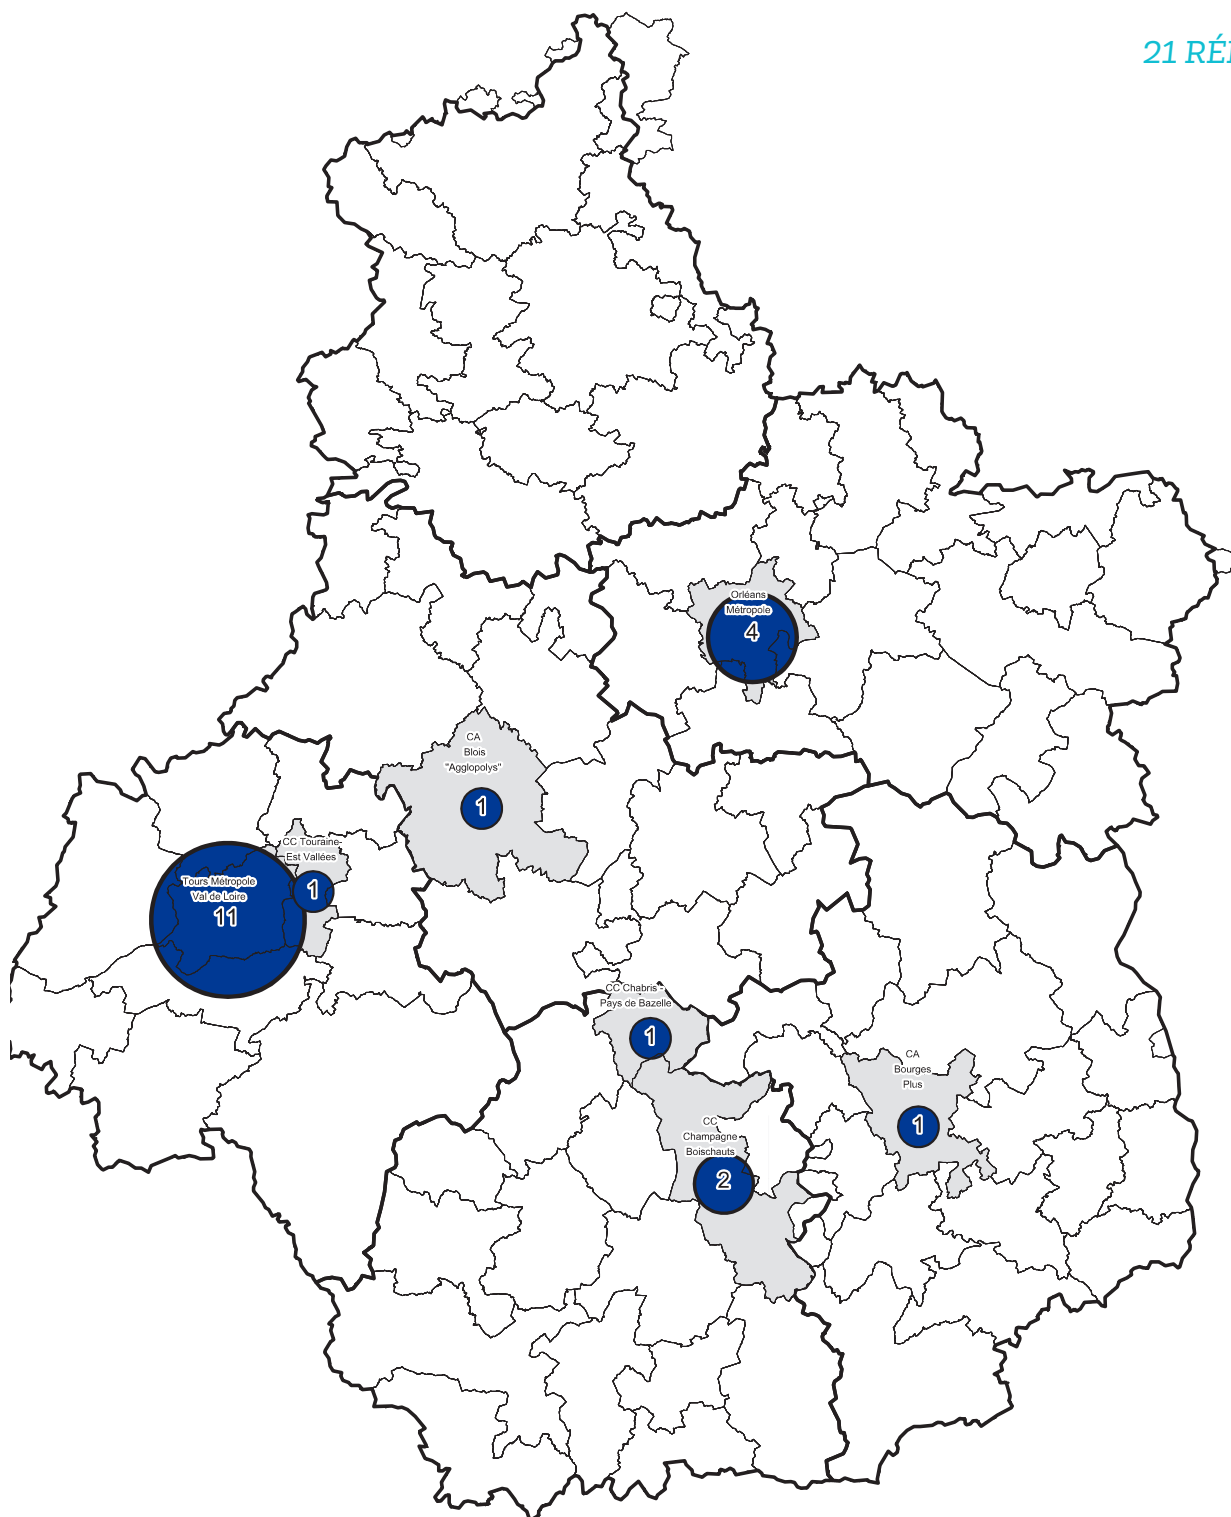 21 RÉ
Orléans
Métropole
4
CA
Blois
"Agglopolys"
1
CC Touraine-
Est Vallées
1
Tours Métropole
Val de Loire
11
CC Chabris -
Pays de Bazelle
1
CA
Bourges
Plus
1
CC
Champagne
Boischauts
2